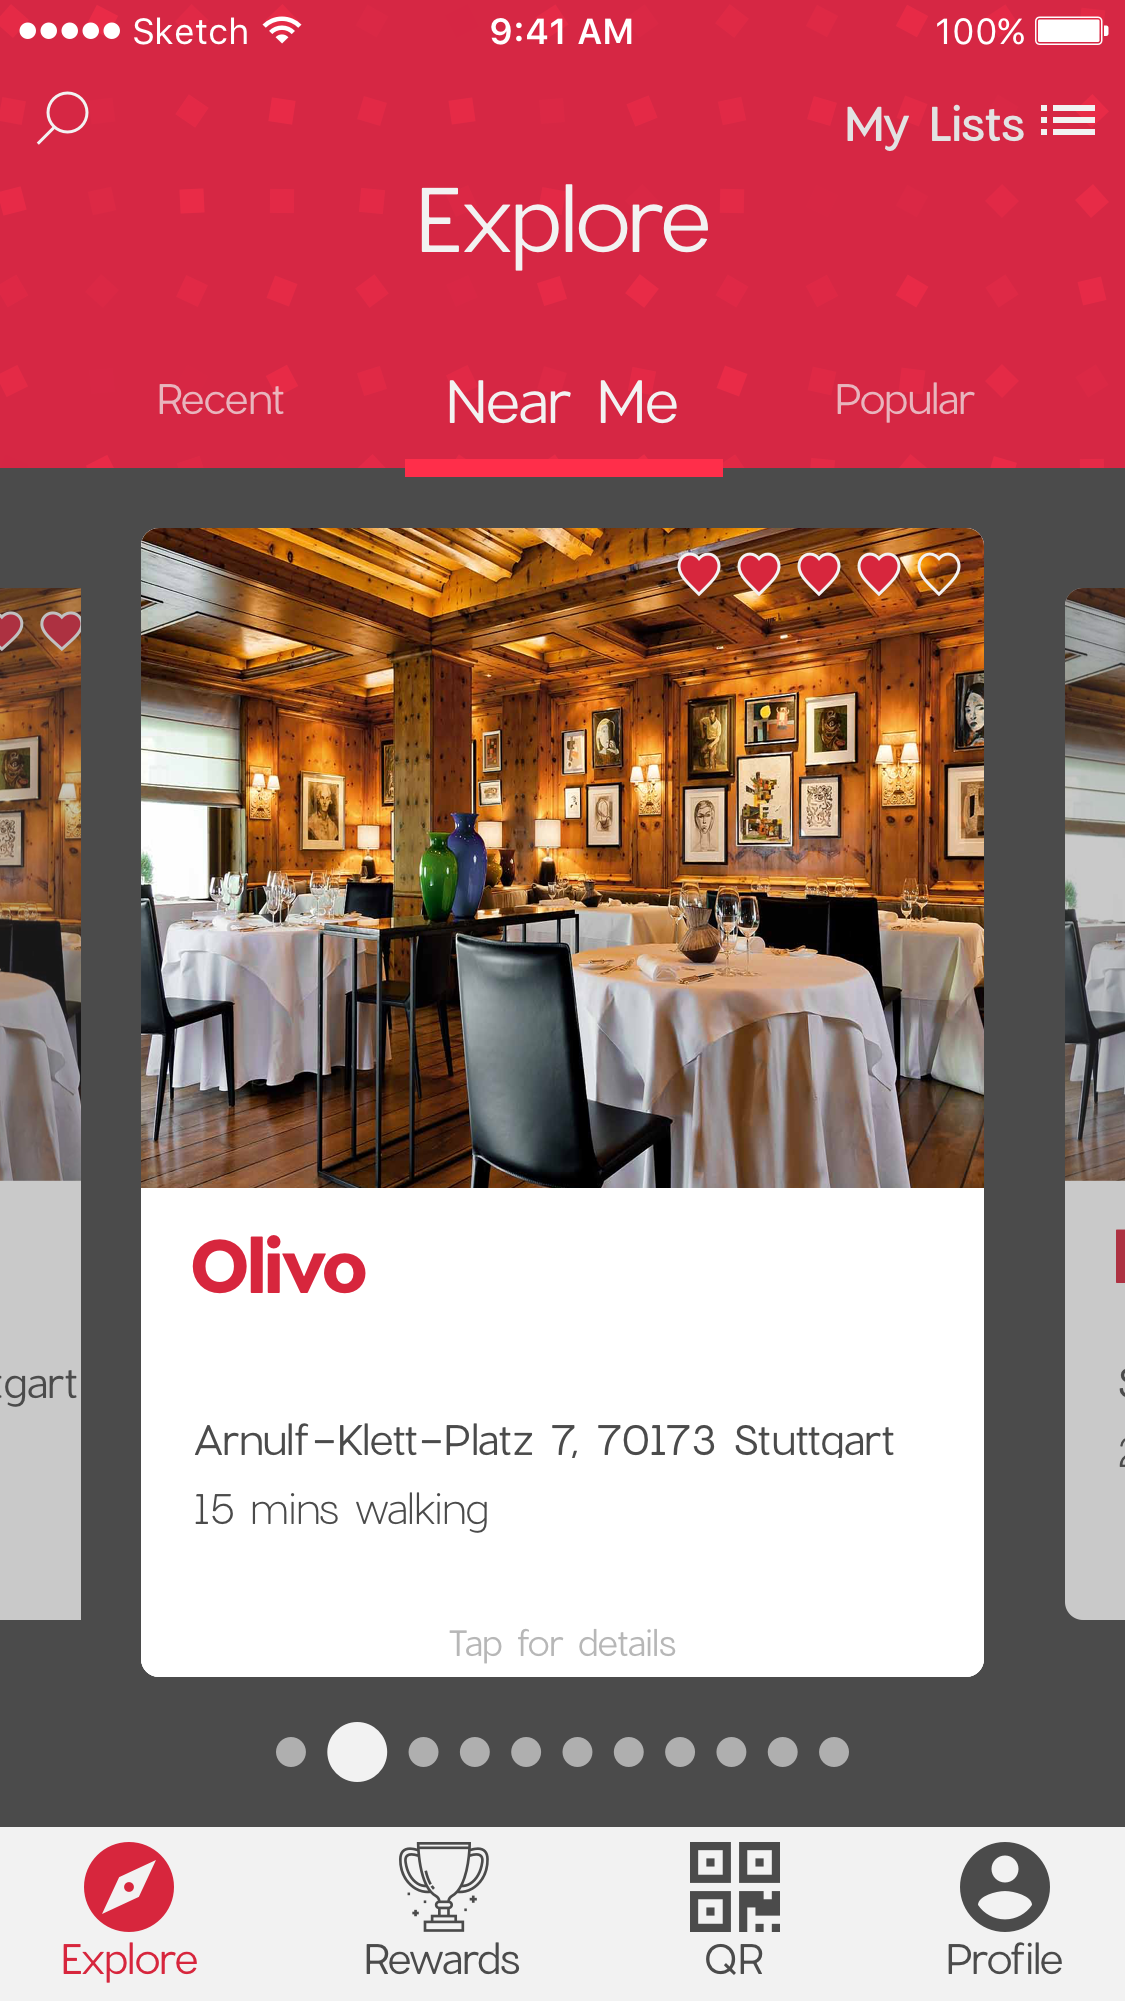 Sketch 9:41 AM 100%
My Lists
Explore
Recent Near Me Popular
Olivo
tgart
Arnulf-Klett-Platz 7, 70173 Stuttgart
15 mins walking
Tap for details
Explore Rewards QR Profile